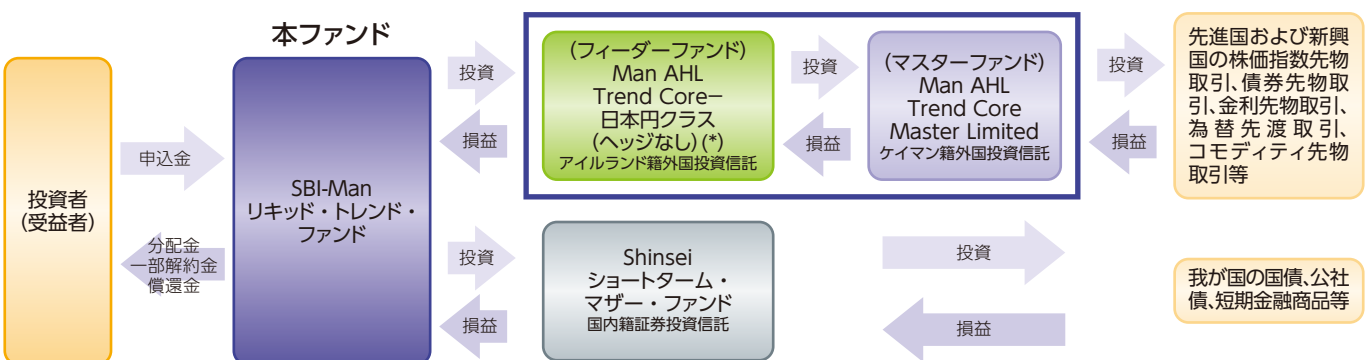 本ファンド
投資者
(受益者)
申込金
分配金
一部解約金
償還金
SBI-Man
リキッド・トレンド・
ファンド
投資
損益
(フィーダーファンド)
Man AHL
Trend Core−
日本円クラス
(ヘッジなし)(*)
アイルランド籍外国投資信託
投資
損益
(マスターファンド)
Man AHL
Trend Core
Master Limited
ケイマン籍外国投資信託
投資
損益
先進国および新興
国の株価指数先物
取引、債券先物取
引、金利先物取引、
為替先渡取引、
コモディティ先物
取引等
投資
損益
Shinsei
ショートターム・
マザー・ファンド
国内籍証券投資信託
投資
損益
我が国の国債、公社
債、短期金融商品等